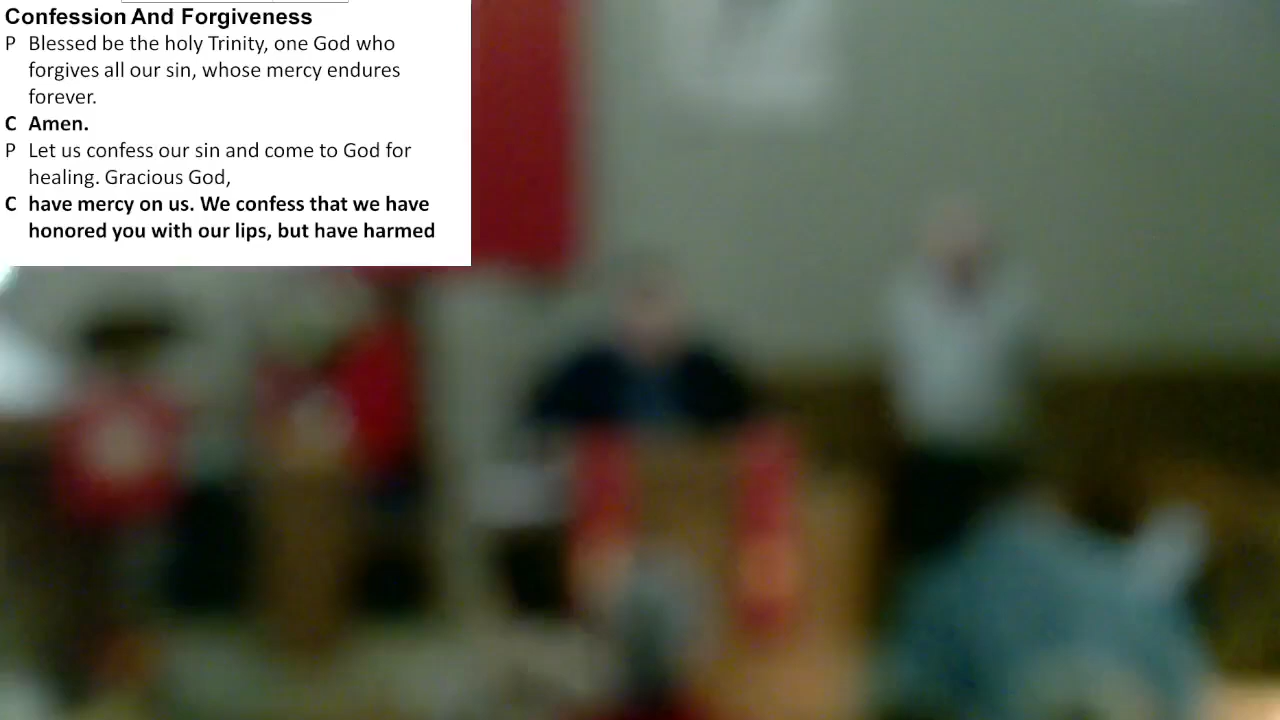 Confession And Forgiveness
P Blessed be the holy Trinity, one God who
forgives all our sin, whose mercy endures
forever.
C Amen.
P Let us confess our sin and come to God for
healing. Gracious God,
C have mercy on us. We confess that we have
honored you with our lips, but have harmed